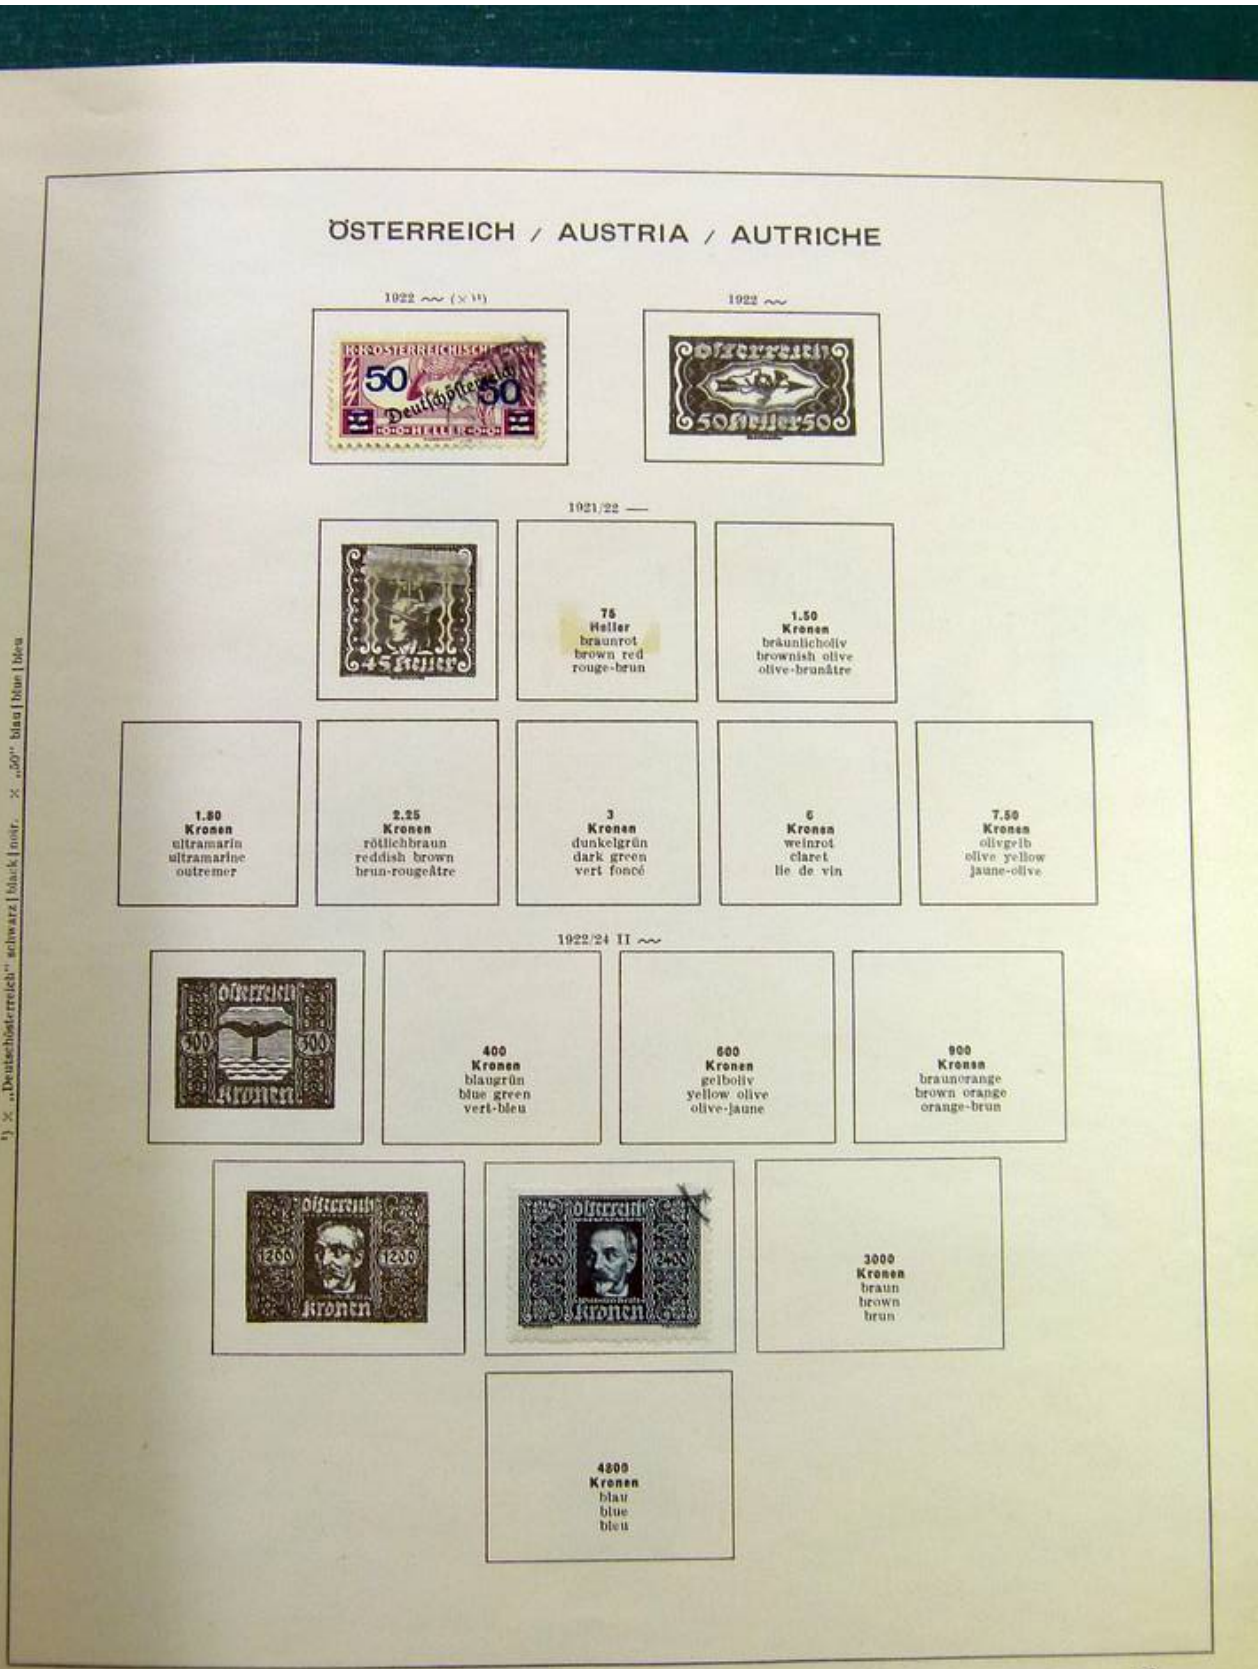 ÖSTERREICH / AUSTRIA / AUTRICHE
1922 ~~ (× ¹¹)
1922 ~~
K·K·ÖSTERREICHISCHE POST
50
50
Deutschösterreich
HELLER
Österreich
50 Heller 50
1921/22 —
45 Heller
75
Heller
braunrot
brown red
rouge-brun
1.50
Kronen
bräunlicholiv
brownish olive
olive-brunâtre
1.80
Kronen
ultramarin
ultramarine
outremer
2.25
Kronen
rötlichbraun
reddish brown
brun-rougeâtre
3
Kronen
dunkelgrün
dark green
vert foncé
6
Kronen
weinrot
claret
lie de vin
7.50
Kronen
olivgelb
olive yellow
jaune-olive
1922/24 II ~~
Österreich
300 300
Kronen
400
Kronen
blaugrün
blue green
vert-bleu
600
Kronen
gelboliv
yellow olive
olive-jaune
900
Kronen
braunorange
brown orange
orange-brun
Österreich
1200 1200
Kronen
Österreich
2400 2400
Kronen
3000
Kronen
braun
brown
brun
4800
Kronen
blau
blue
bleu
¹) × „Deutschösterreich" schwarz | black | noir. × „50" blau | blue | bleu